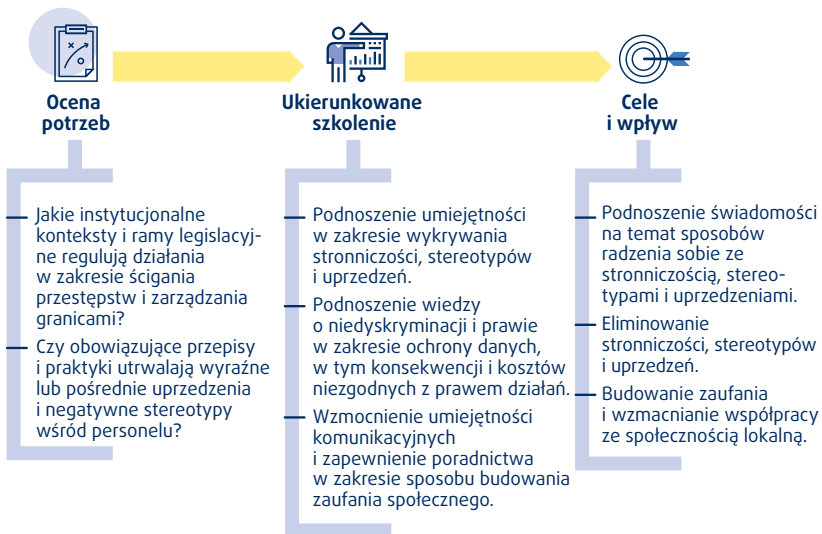 Ocena
potrzeb
Jakie instytucjonalne
konteksty i ramy legislacyj-
ne regulują działania
w zakresie ścigania
przestępstw i zarządzania
granicami?
Czy obowiązujące przepisy
i praktyki utrwalają wyraźne
lub pośrednie uprzedzenia
i negatywne stereotypy
wśród personelu?
Ukierunkowane
szkolenie
Podnoszenie umiejętności
w zakresie wykrywania
stronniczości, stereotypów
i uprzedzeń.
Podnoszenie wiedzy
o niedyskryminacji i prawie
w zakresie ochrony danych,
w tym konsekwencji i kosztów
niezgodnych z prawem działań.
Wzmocnienie umiejętności
komunikacyjnych
i zapewnienie poradnictwa
w zakresie sposobu budowania
zaufania społecznego.
Cele
i wpływ
Podnoszenie świadomości
na temat sposobów
radzenia sobie ze
stronniczością, stereo-
typami i uprzedzeniami.
Eliminowanie
stronniczości, stereotypów
i uprzedzeń.
Budowanie zaufania
i wzmacnianie współpracy
ze społecznością lokalną.